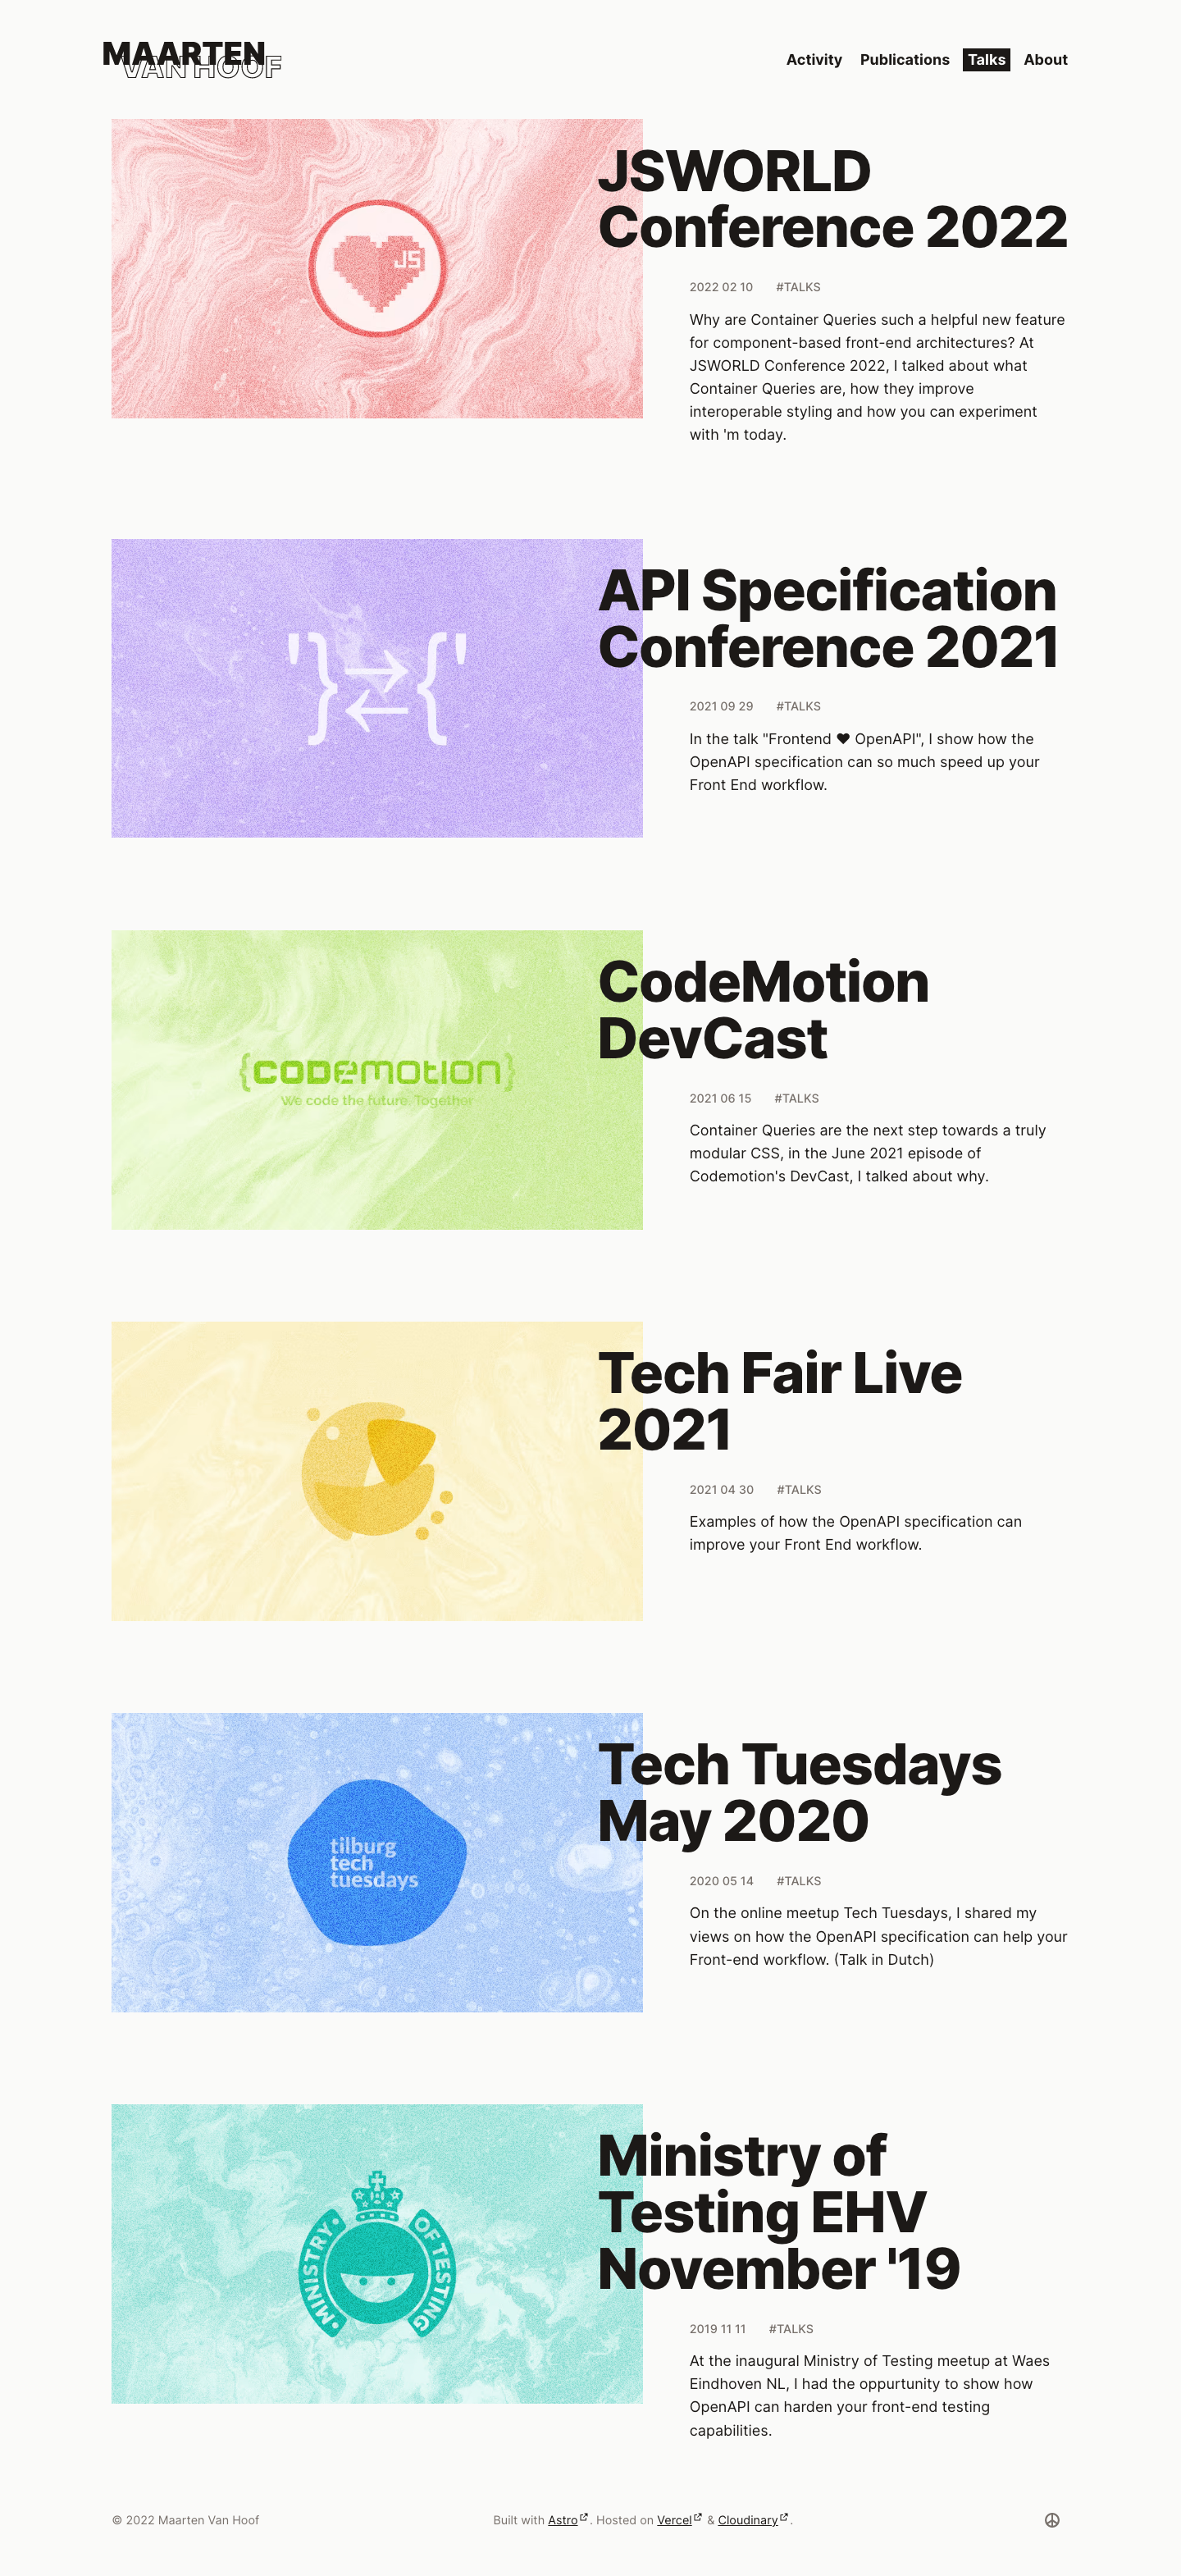 MAARTEN
VAN HOOF
Activity Publications Talks About
JS
JSWORLD
Conference 2022
2022 02 10 #TALKS
Why are Container Queries such a helpful new feature
for component-based front-end architectures? At
JSWORLD Conference 2022, I talked about what
Container Queries are, how they improve
interoperable styling and how you can experiment
with 'm today.
'}⇄{'
API Specification
Conference 2021
2021 09 29 #TALKS
In the talk "Frontend ♥ OpenAPI", I show how the
OpenAPI specification can so much speed up your
Front End workflow.
{codemotion}
We code the future. Together
CodeMotion
DevCast
2021 06 15 #TALKS
Container Queries are the next step towards a truly
modular CSS, in the June 2021 episode of
Codemotion's DevCast, I talked about why.
Tech Fair Live
2021
2021 04 30 #TALKS
Examples of how the OpenAPI specification can
improve your Front End workflow.
tilburg
tech
tuesdays
Tech Tuesdays
May 2020
2020 05 14 #TALKS
On the online meetup Tech Tuesdays, I shared my
views on how the OpenAPI specification can help your
Front-end workflow. (Talk in Dutch)
MINISTRY OF TESTING
Ministry of
Testing EHV
November '19
2019 11 11 #TALKS
At the inaugural Ministry of Testing meetup at Waes
Eindhoven NL, I had the oppurtunity to show how
OpenAPI can harden your front-end testing
capabilities.
© 2022 Maarten Van Hoof
Built with Astro. Hosted on Vercel & Cloudinary.